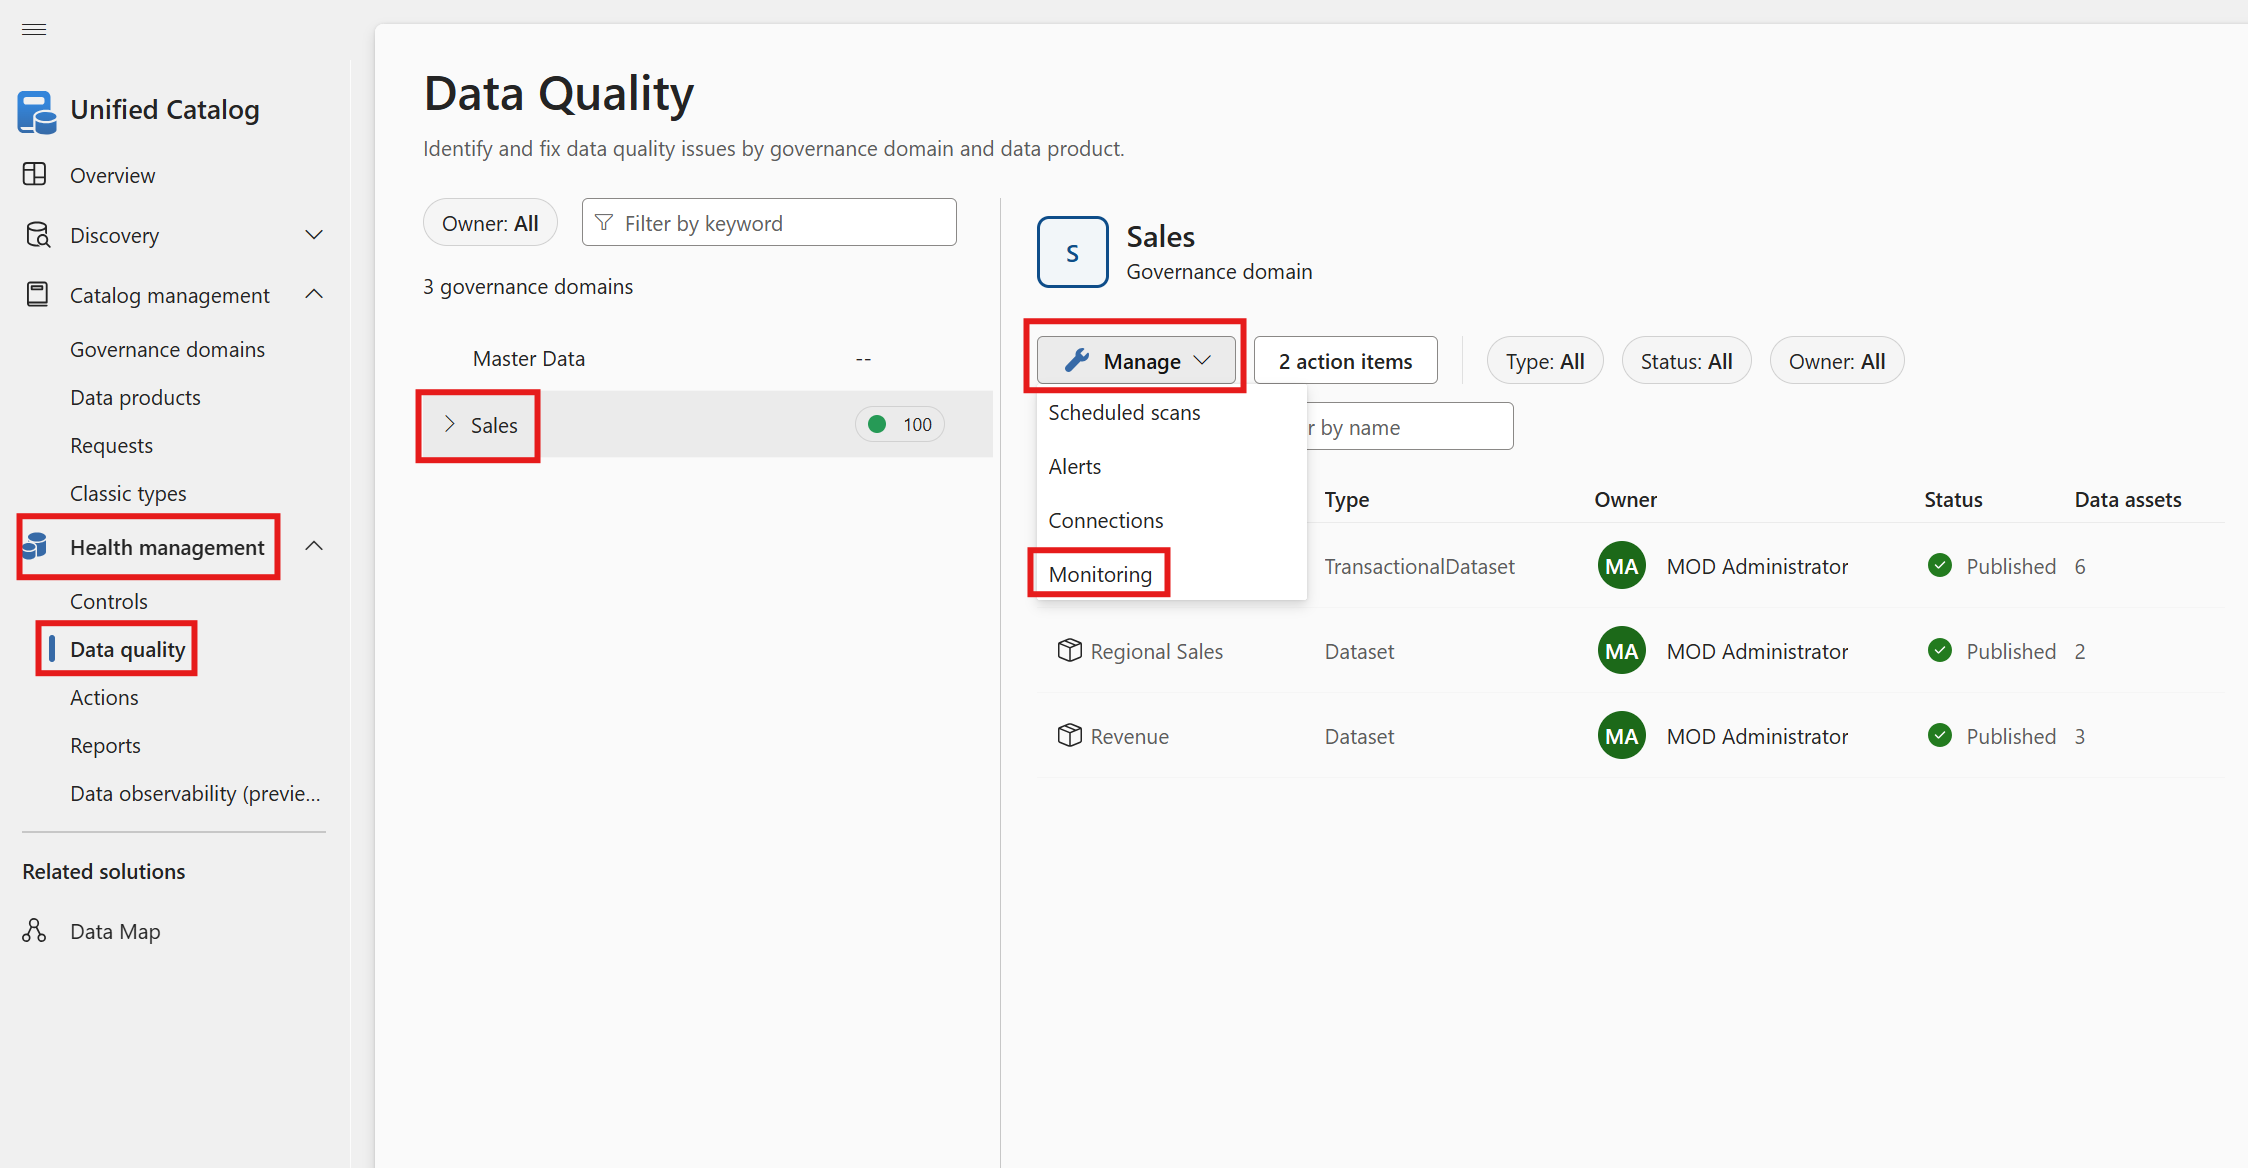 Unified Catalog
Overview
Discovery
Catalog management
Governance domains
Data products
Requests
Classic types
Health management
Controls
Data quality
Actions
Reports
Data observability (previe...
Related solutions
Data Map
Data Quality
Identify and fix data quality issues by governance domain and data product.
Owner: All
Filter by keyword
3 governance domains
Master Data --
Sales 100
S
Sales
Governance domain
Manage 2 action items Type: All Status: All Owner: All
Scheduled scans
r by name
Alerts
Connections
Monitoring
Type Owner Status Data assets
TransactionalDataset MA MOD Administrator Published 6
Regional Sales Dataset MA MOD Administrator Published 2
Revenue Dataset MA MOD Administrator Published 3